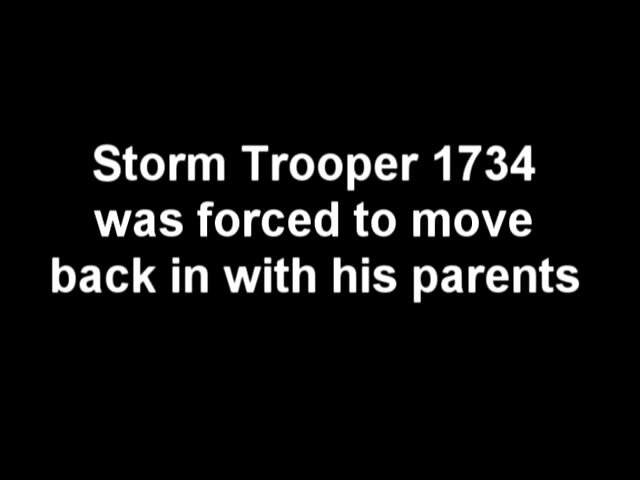 Storm Trooper 1734
was forced to move
back in with his parents